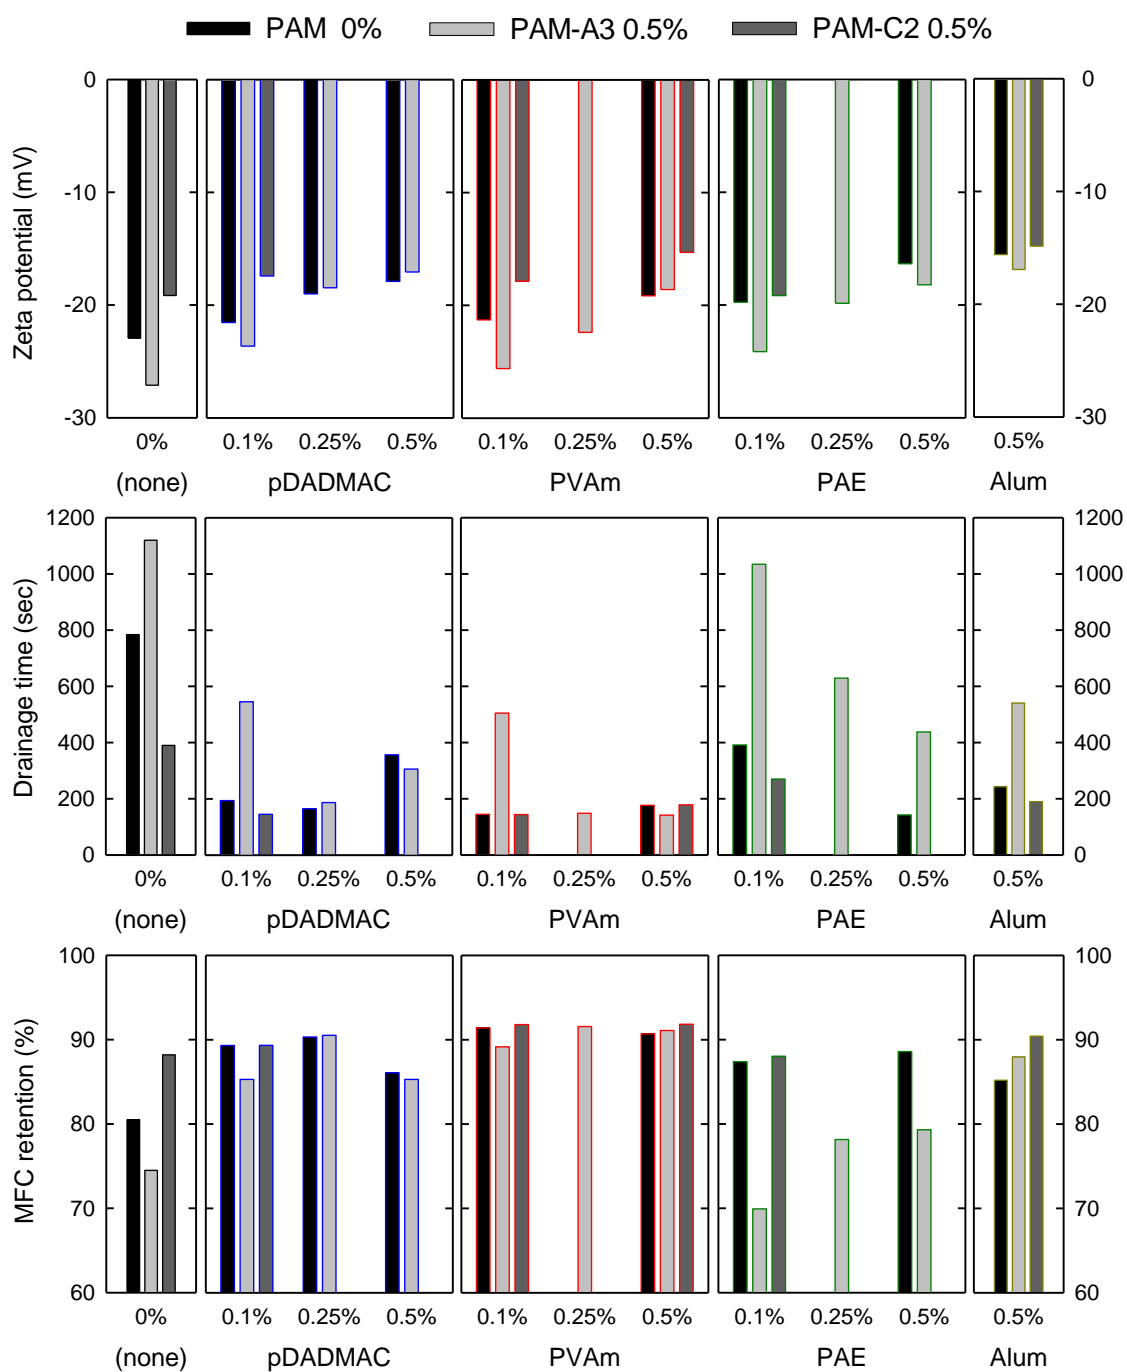 PAM 0% PAM-A3 0.5% PAM-C2 0.5%
Zeta potential (mV)
0 0
-10 -10
-20 -20
-30 -30
0% 0.1% 0.25% 0.5% 0.1% 0.25% 0.5% 0.1% 0.25% 0.5% 0.5%
(none) pDADMAC PVAm PAE Alum
Drainage time (sec)
1200 1200
1000 1000
800 800
600 600
400 400
200 200
0 0
0% 0.1% 0.25% 0.5% 0.1% 0.25% 0.5% 0.1% 0.25% 0.5% 0.5%
(none) pDADMAC PVAm PAE Alum
MFC retention (%)
100 100
90 90
80 80
70 70
60 60
0% 0.1% 0.25% 0.5% 0.1% 0.25% 0.5% 0.1% 0.25% 0.5% 0.5%
(none) pDADMAC PVAm PAE Alum